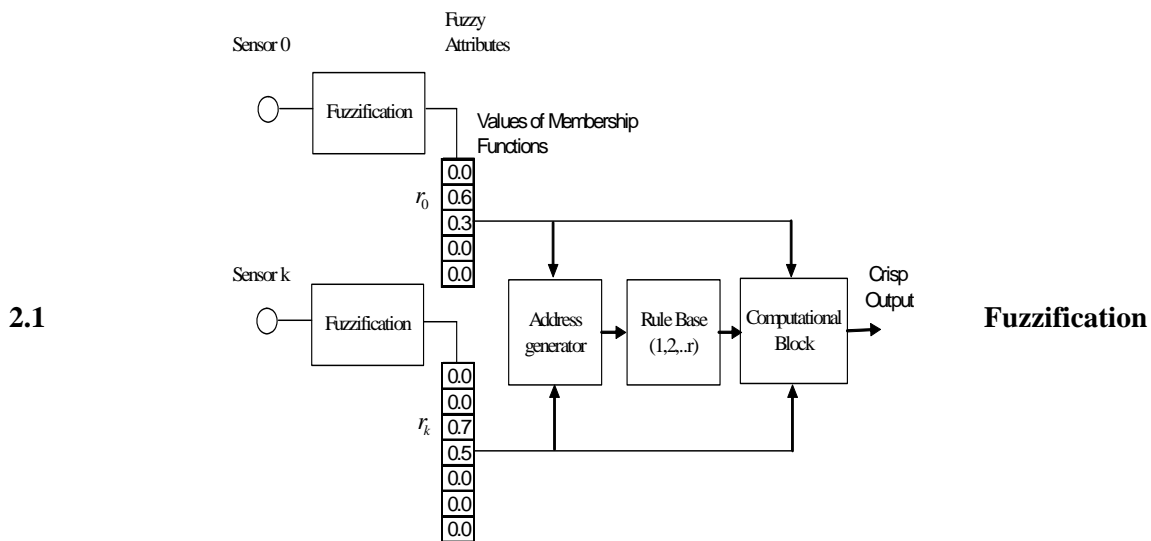 Fuzzy
Attributes
Sensor 0
Fuzzification
Values of Membership
Functions
r₀
0.0
0.6
0.3
0.0
0.0
Sensor k
Fuzzification
rₖ
0.0
0.0
0.7
0.5
0.0
0.0
0.0
Address
generator
Rule Base
(1,2,..r)
Computational
Block
Crisp
Output
2.1
Fuzzification